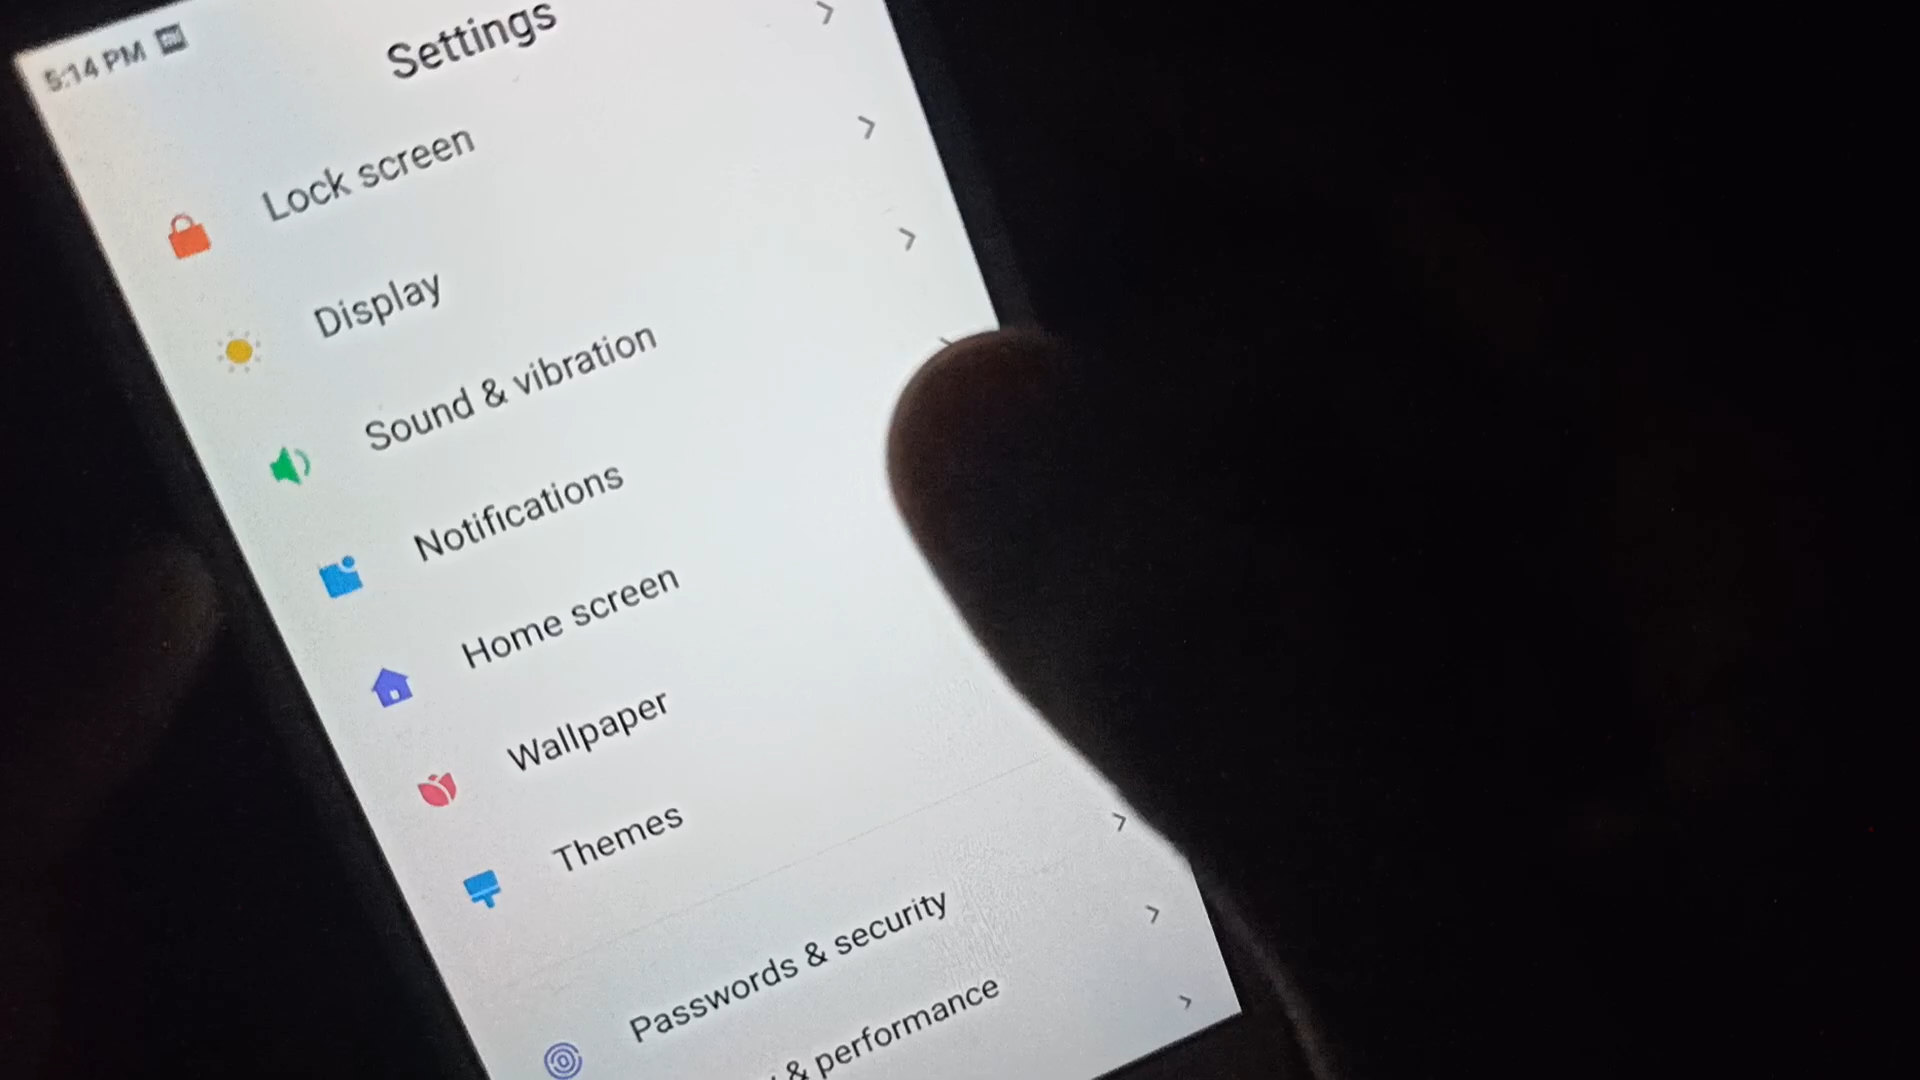 5:14 PM
Settings
Lock screen
Display
Sound & vibration
Notifications
Home screen
Wallpaper
Themes
Passwords & security
& performance